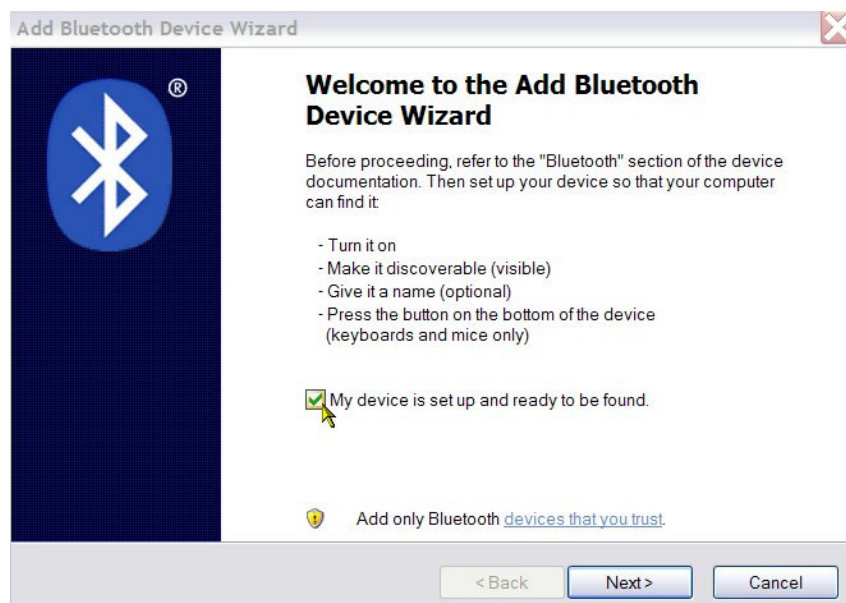 Add Bluetooth Device Wizard
®
Welcome to the Add Bluetooth
Device Wizard
Before proceeding, refer to the "Bluetooth" section of the device
documentation. Then set up your device so that your computer
can find it:
- Turn it on
- Make it discoverable (visible)
- Give it a name (optional)
- Press the button on the bottom of the device
(keyboards and mice only)
My device is set up and ready to be found.
Add only Bluetooth devices that you trust.
< Back Next > Cancel